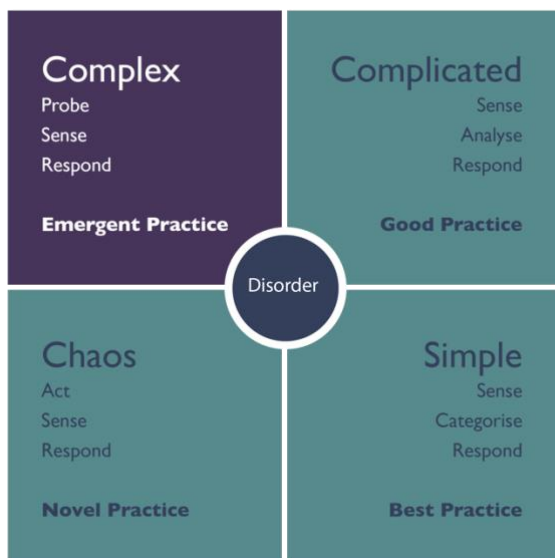 Complex
Probe
Sense
Respond
Emergent Practice
Complicated
Sense
Analyse
Respond
Good Practice
Disorder
Chaos
Act
Sense
Respond
Novel Practice
Simple
Sense
Categorise
Respond
Best Practice